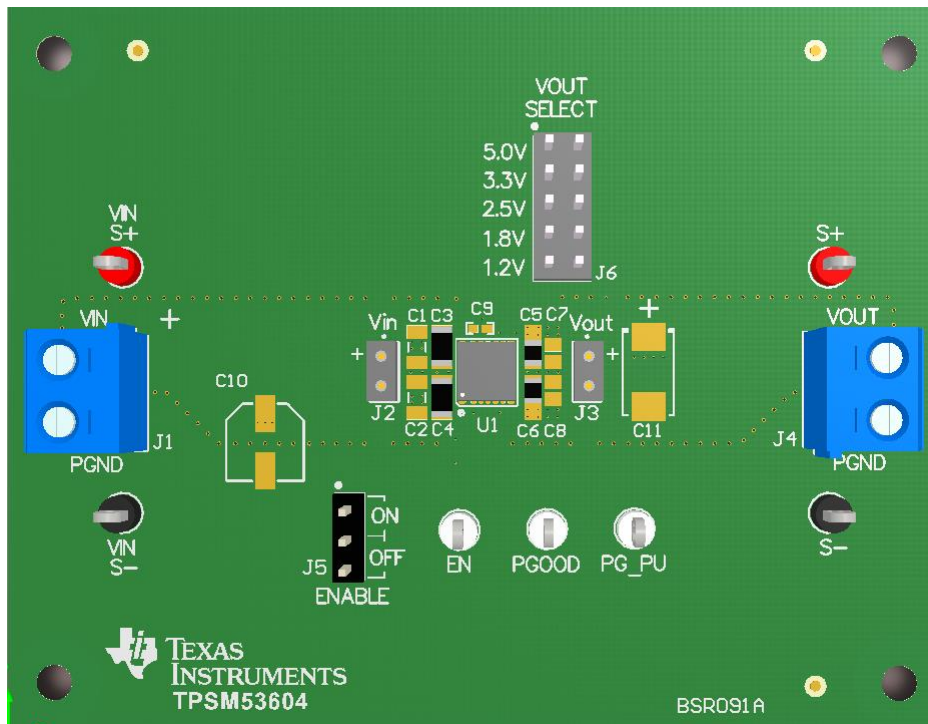 VOUT
SELECT
5.0V
3.3V
2.5V
1.8V
1.2V
J6
VIN
S+
S+
VIN
+
J1
PGND
VIN
S-
C10
Vin
+
J2
C1 C3
C2 C4
C9
U1
C5 C7
C6 C8
Vout
+
J3
+
C11
VOUT
J4
PGND
S-
ON
OFF
J5
ENABLE
EN
PGOOD
PG_PU
TEXAS
INSTRUMENTS
TPSM53604
BSR091A